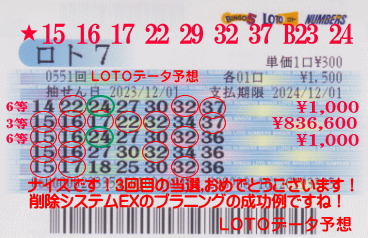 BINGO5 LOTO NUMBERS
★15 16 17 22 29 32 37 B23 24
ロト7 単価1口¥300
0551回 LOTOデータ予想 各01口 ¥1,500
抽せん日 2023/12/01 支払期限 2024/12/01
6等 14 22 24 27 30 32 37 ¥1,000
3等 15 16 17 22 32 34 37 ¥836,600
6等 15 16 24 27 30 32 37 ¥1,000
15 16 27 30 32 34 36
15 17 18 25 30 32 36
ナイスです!3回目の当選,おめでとうございます!
削除システムEXのプラニングの成功例ですね!
LOTOデータ予想